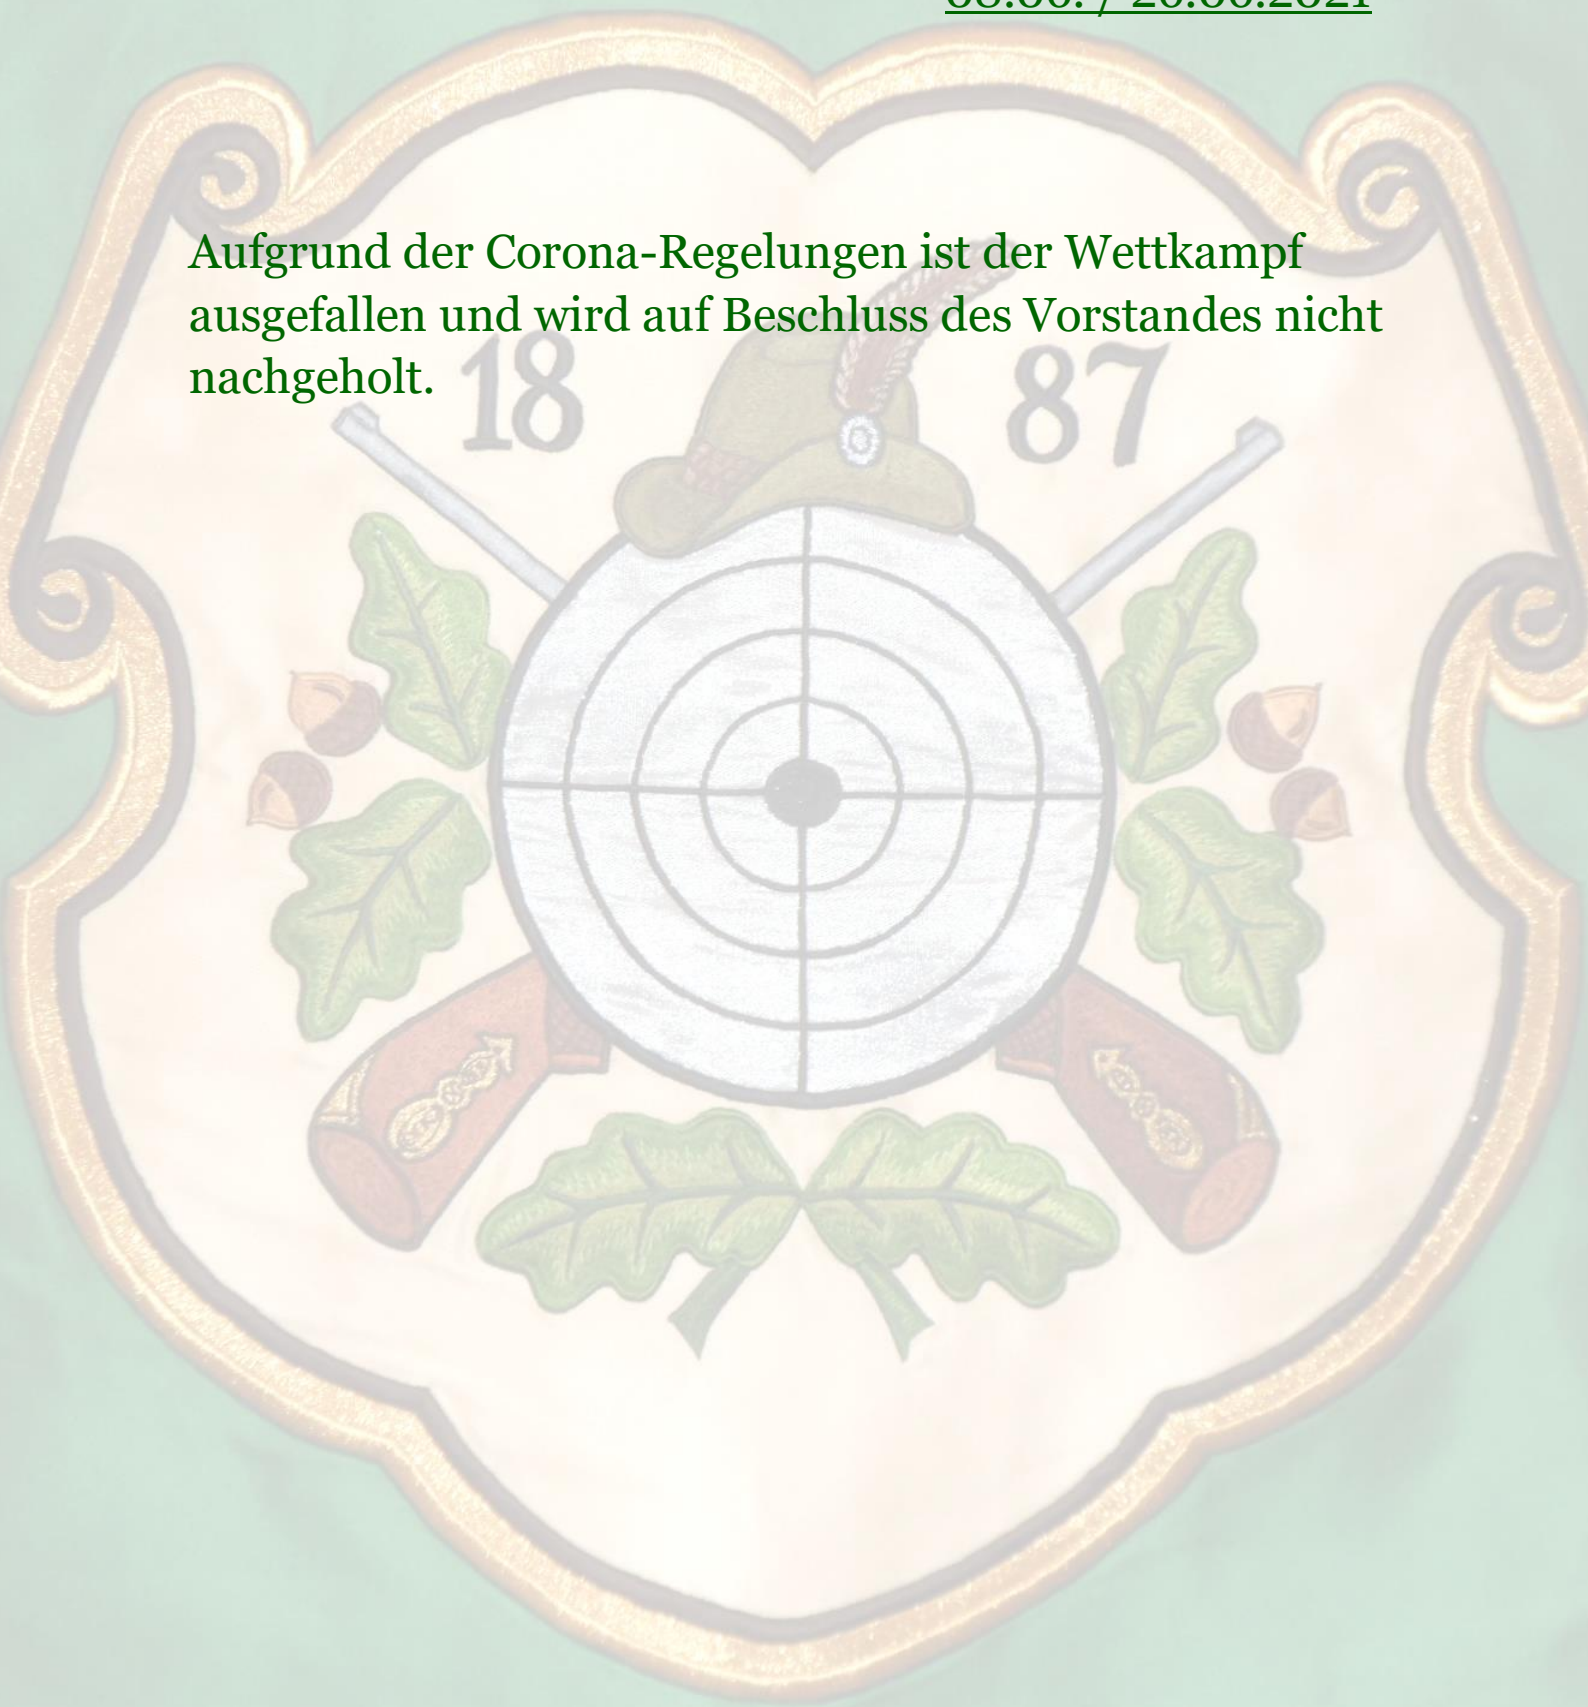 Aufgrund der Corona-Regelungen ist der Wettkampf
ausgefallen und wird auf Beschluss des Vorstandes nicht
nachgeholt.
18 87